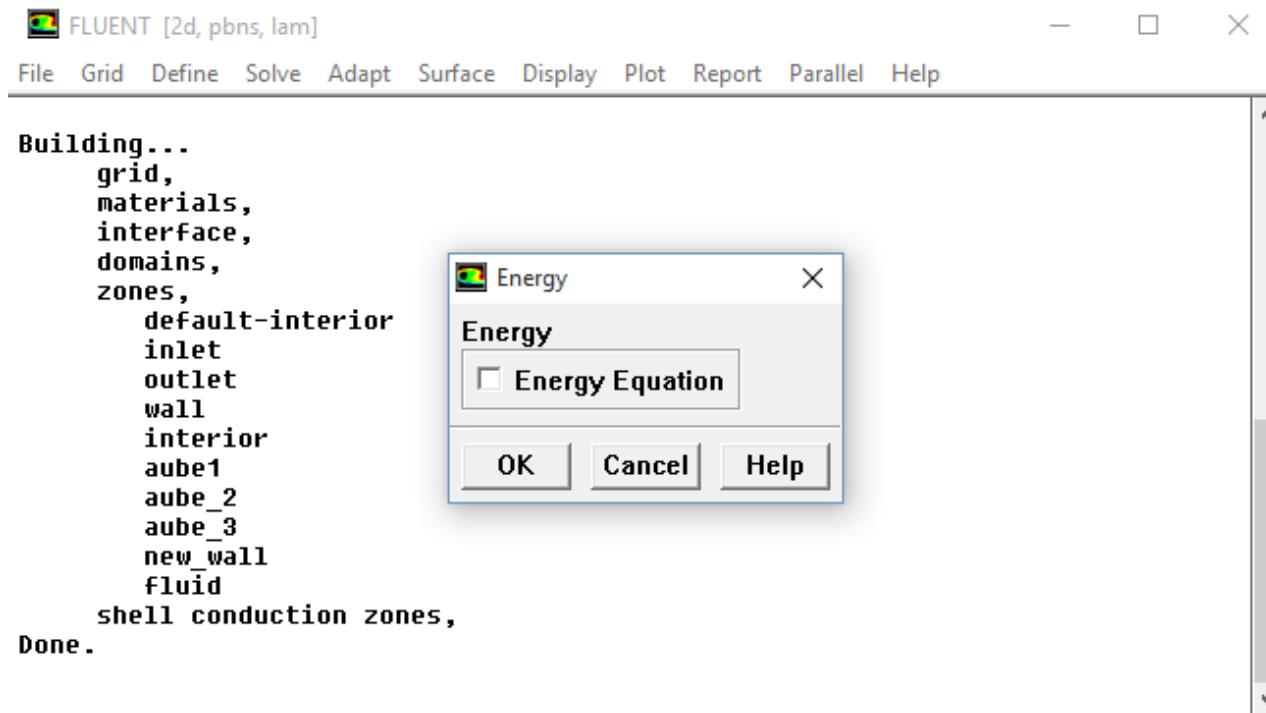 FLUENT [2d, pbns, lam]
File Grid Define Solve Adapt Surface Display Plot Report Parallel Help
Building...
grid,
materials,
interface,
domains,
zones,
default-interior
inlet
outlet
wall
interior
aube1
aube_2
aube_3
new_wall
fluid
shell conduction zones,
Done.
Energy
Energy
Energy Equation
OK Cancel Help